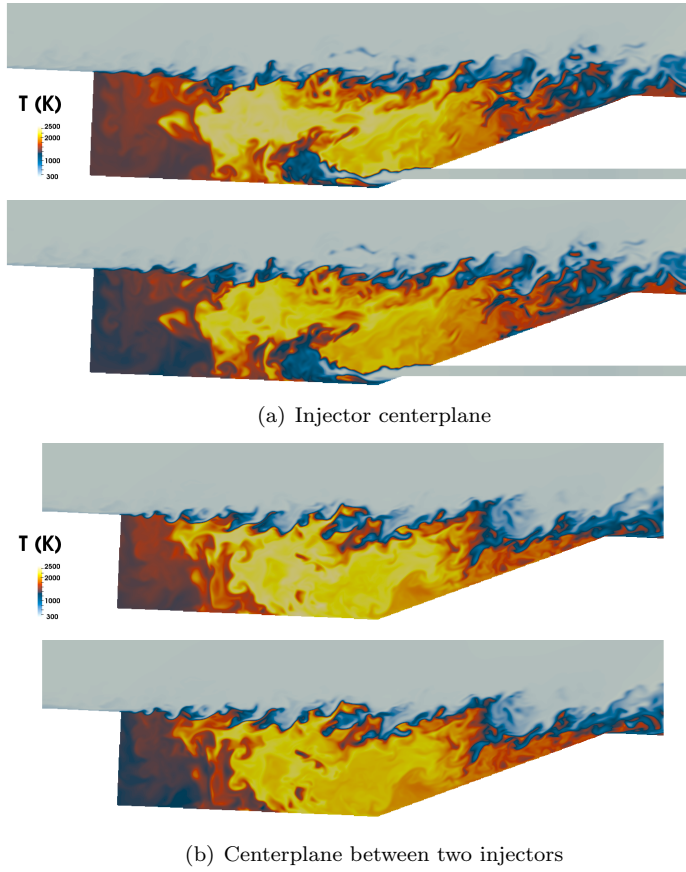 T (K)
2500
2000
1000
300
(a) Injector centerplane
T (K)
2500
2000
1000
300
(b) Centerplane between two injectors